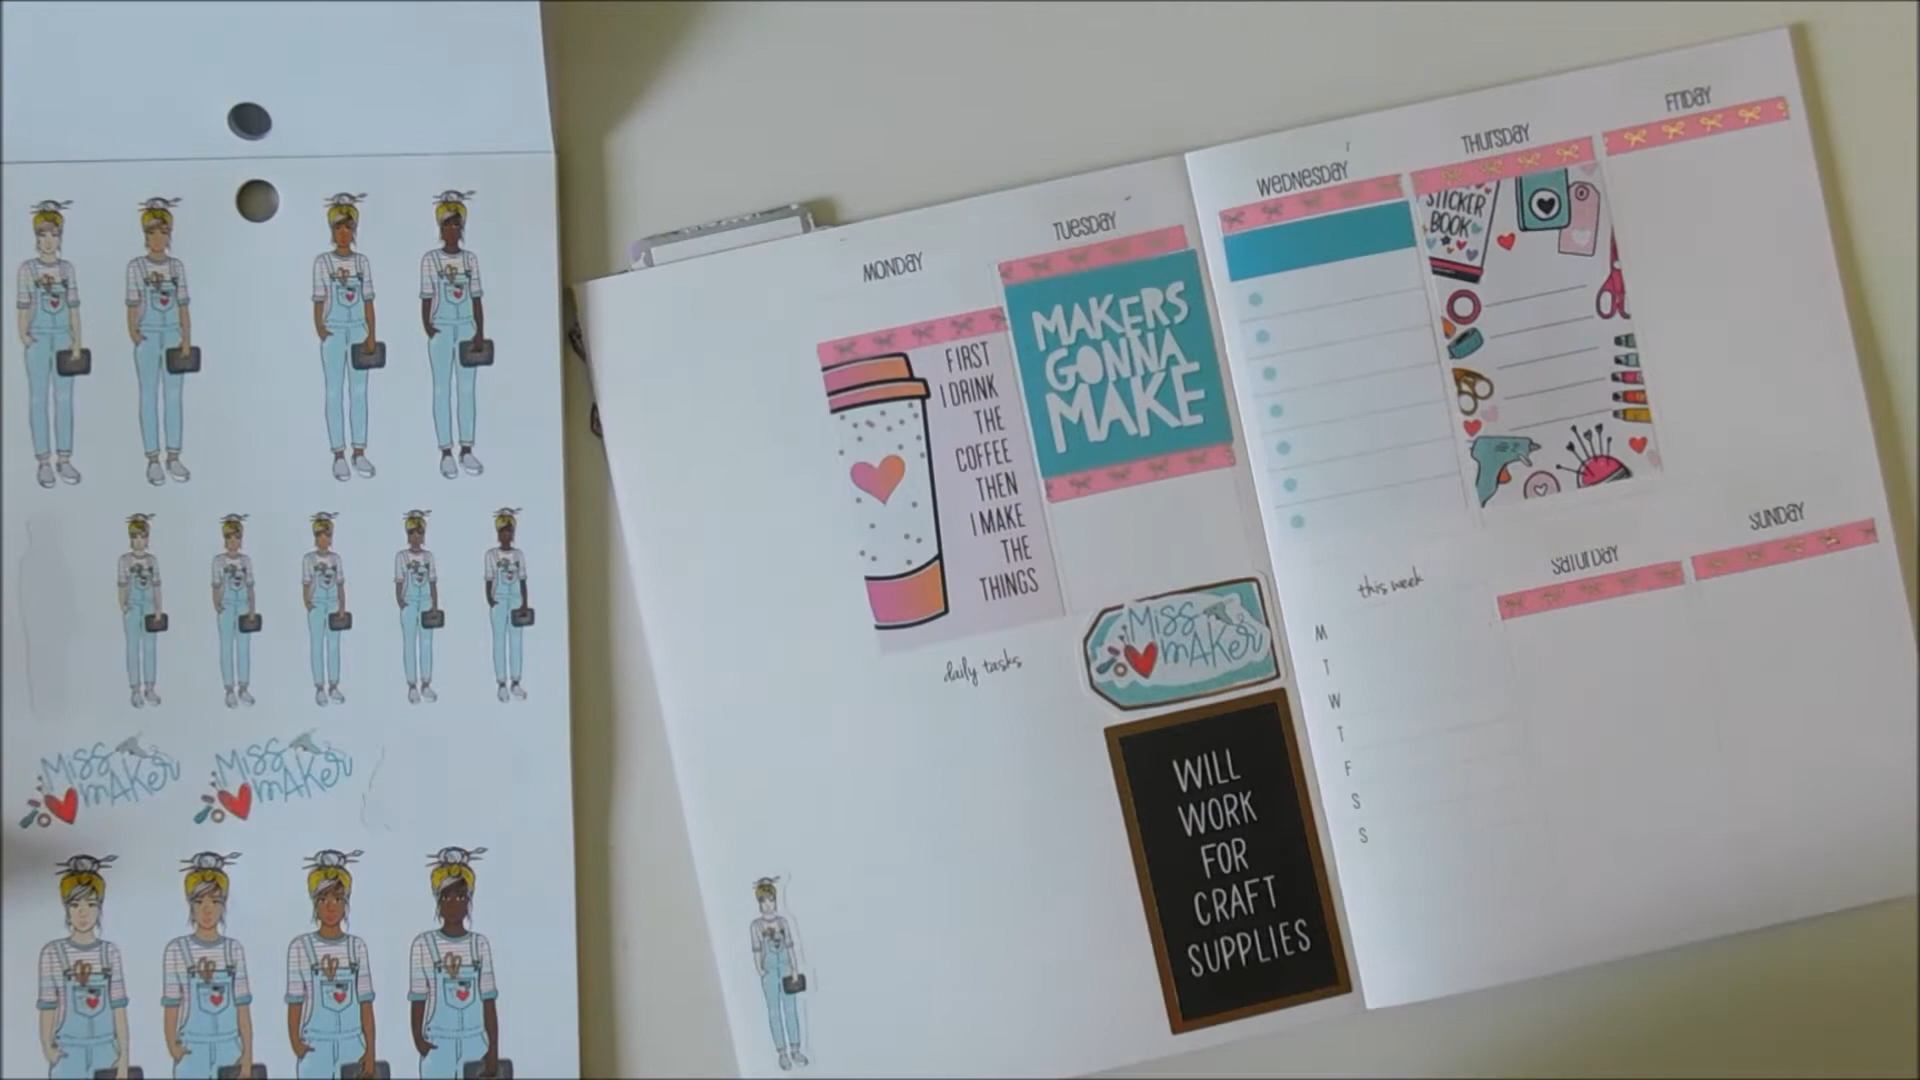 MONDAY
TUESDAY
WEDNESDAY
THURSDAY
FRIDAY
FIRST
I DRINK
THE
COFFEE
THEN
I MAKE
THE
THINGS
MAKERS
GONNA
MAKE
STICKER
BOOK
daily tasks
Miss
mAKer
WILL
WORK
FOR
CRAFT
SUPPLIES
this week
M
T
W
T
F
S
S
SATURDAY
SUNDAY
Miss
mAKer
Miss
mAKer